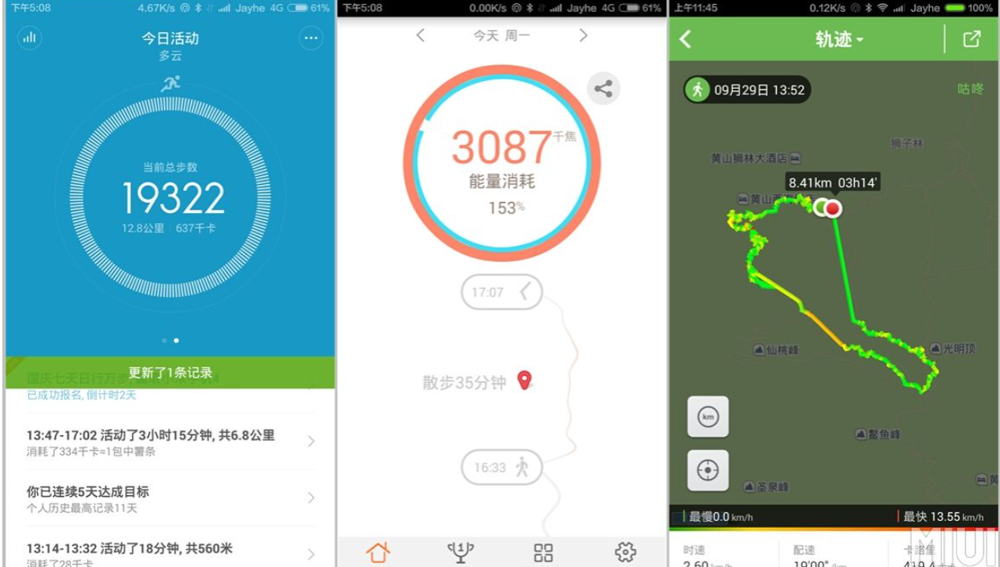 下午5:08
4.67K/s
Jayhe 4G
61%
今日活动
多云
当前总步数
19322
12.8公里 637千卡
更新了1条记录
已成功报名, 倒计时2天
13:47-17:02 活动了3小时15分钟, 共6.8公里
消耗了334千卡≈1包中薯条
你已连续5天达成目标
个人历史最高记录11天
13:14-13:32 活动了18分钟, 共560米
消耗了28千卡
下午5:08
0.00K/s
Jayhe 4G
61%
今天 周一
3087千焦
能量消耗
153%
17:07
散步35分钟
16:33
1
上午11:45
0.12K/s
Jayhe
100%
轨迹
09月29日 13:52
咕咚
狮子林
黄山狮林大酒店
8.41km 03h14'
黄山西海
仙桃峰
光明顶
鳌鱼峰
圣泉峰
黄
km
最慢0.0 km/h
最快 13.55 km/h
时速
配速
卡路里
2.60 km/h
19'00" /km
419.4
MIUI